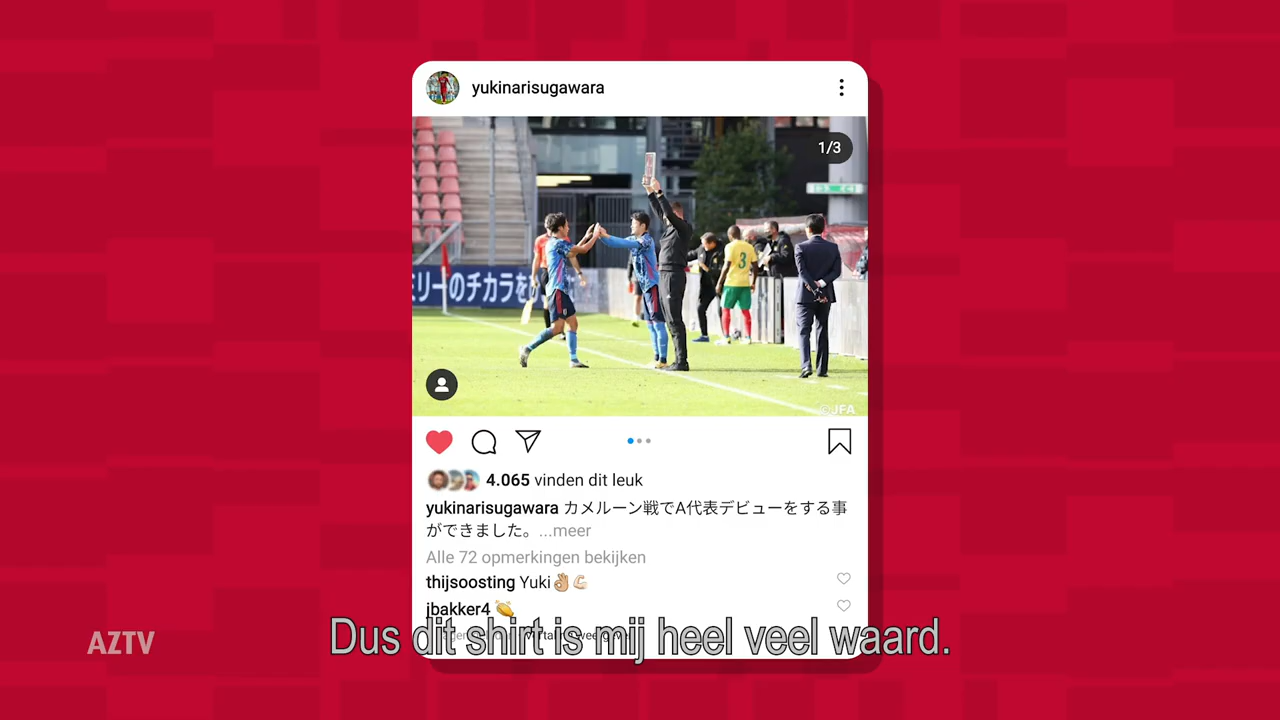 yukinarisugawara
1/3
3
ミリーのチカラを
©JFA
4.065 vinden dit leuk
yukinarisugawara カメルーン戦でA代表デビューをする事
ができました。...meer
Alle 72 opmerkingen bekijken
thijsoosting Yuki👌🏼💪🏼
jbakker4 👏🏼
Dus dit shirt is mij heel veel waard.
AZTV